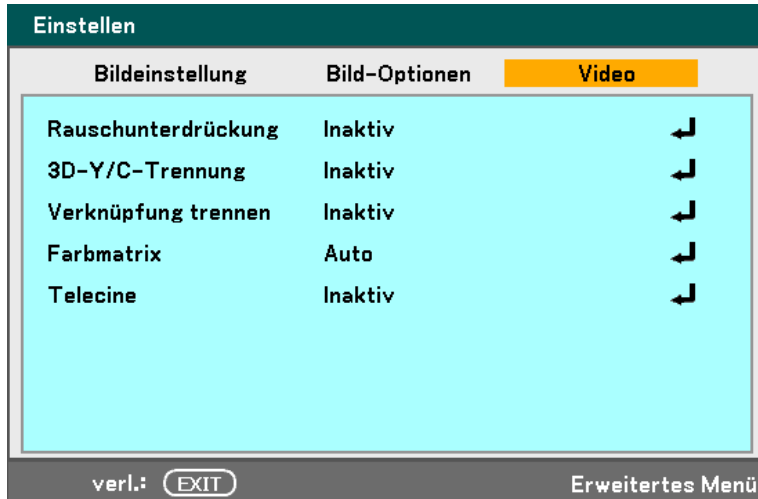 Einstellen
Bildeinstellung Bild-Optionen Video
Rauschunterdrückung Inaktiv
3D-Y/C-Trennung Inaktiv
Verknüpfung trennen Inaktiv
Farbmatrix Auto
Telecine Inaktiv
verl.: EXIT Erweitertes Menü